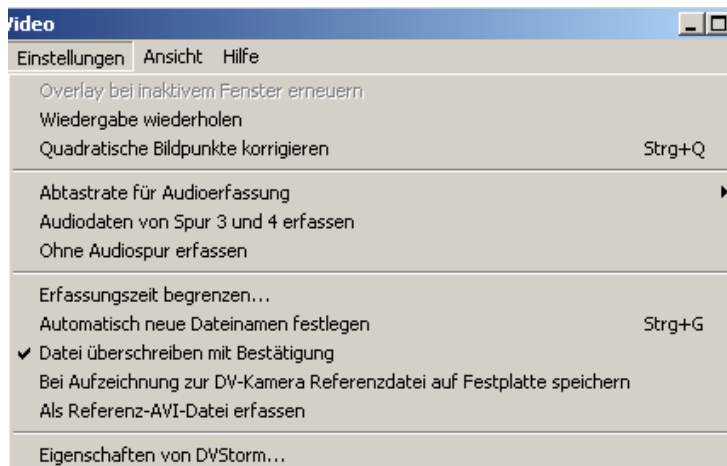 Video
Einstellungen Ansicht Hilfe
Overlay bei inaktivem Fenster erneuern
Wiedergabe wiederholen
Quadratische Bildpunkte korrigieren Strg+Q
Abtastrate für Audioerfassung
Audiodaten von Spur 3 und 4 erfassen
Ohne Audiospur erfassen
Erfassungszeit begrenzen...
Automatisch neue Dateinamen festlegen Strg+G
Datei überschreiben mit Bestätigung
Bei Aufzeichnung zur DV-Kamera Referenzdatei auf Festplatte speichern
Als Referenz-AVI-Datei erfassen
Eigenschaften von DVStorm...